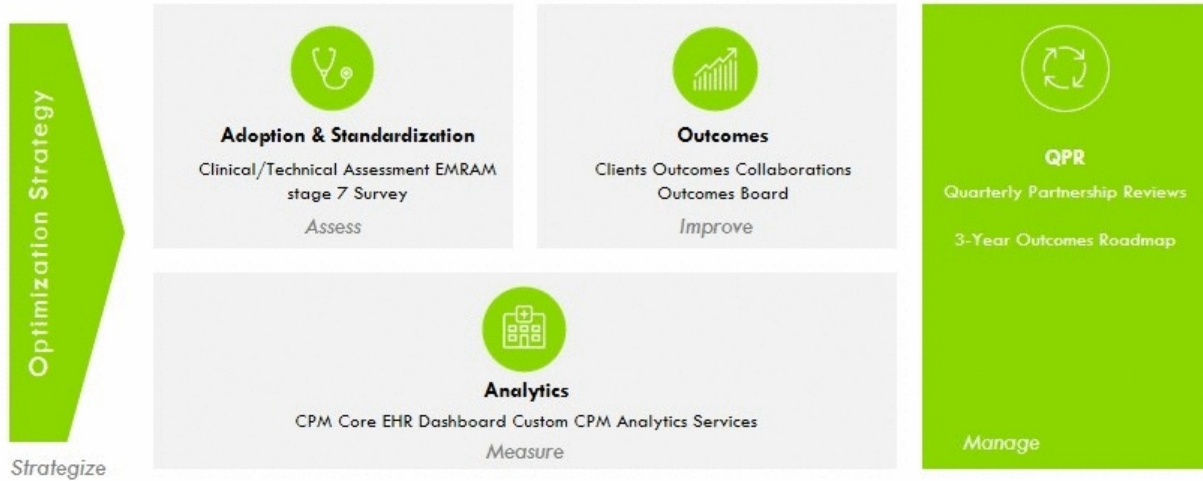 Optimization Strategy
Strategize
Adoption & Standardization
Clinical/Technical Assessment EMRAM
stage 7 Survey
Assess
Outcomes
Clients Outcomes Collaborations
Outcomes Board
Improve
Analytics
CPM Core EHR Dashboard Custom CPM Analytics Services
Measure
QPR
Quarterly Partnership Reviews
3-Year Outcomes Roadmap
Manage